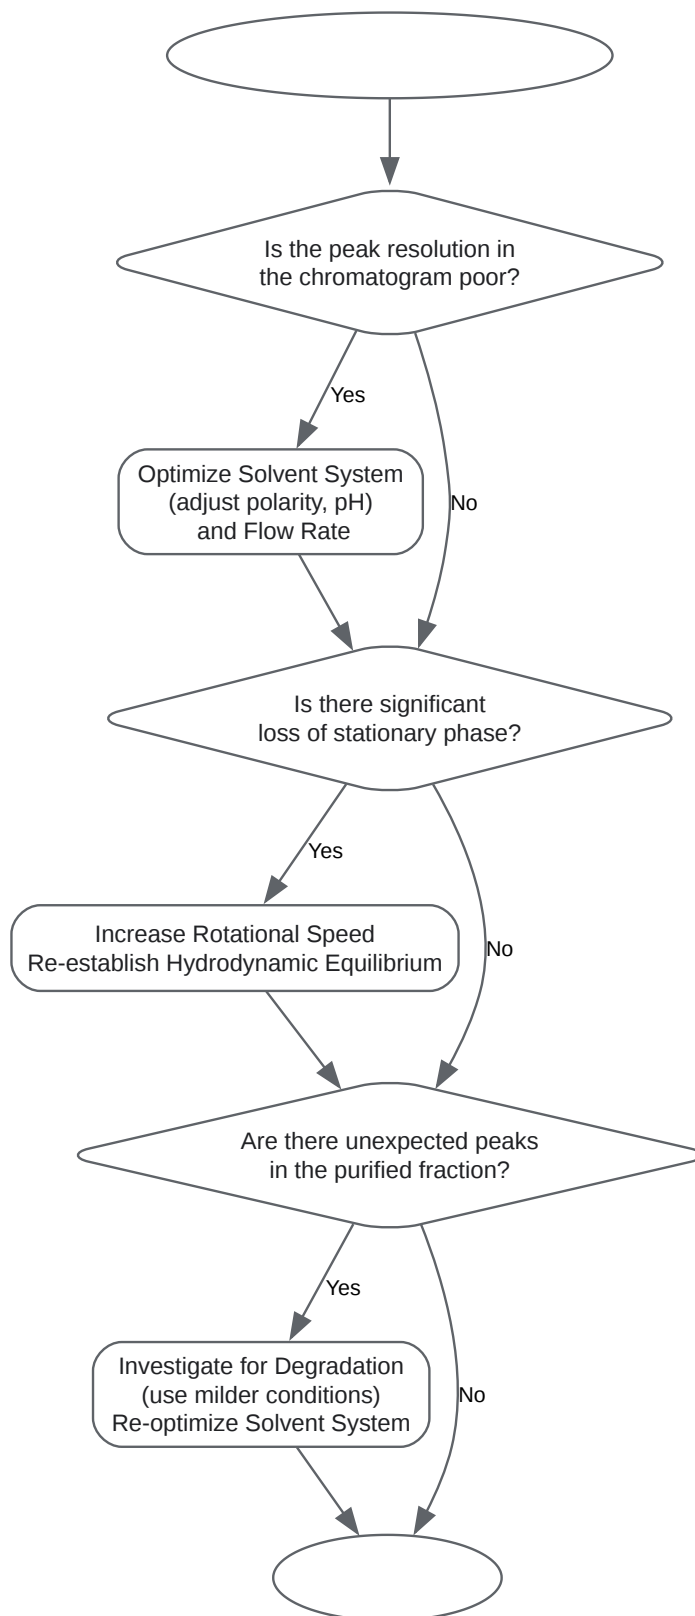 Is the peak resolution in
the chromatogram poor?
Yes
Optimize Solvent System
(adjust polarity, pH)
and Flow Rate
No
Is there significant
loss of stationary phase?
Yes
Increase Rotational Speed
Re-establish Hydrodynamic Equilibrium
No
Are there unexpected peaks
in the purified fraction?
Yes
Investigate for Degradation
(use milder conditions)
Re-optimize Solvent System
No